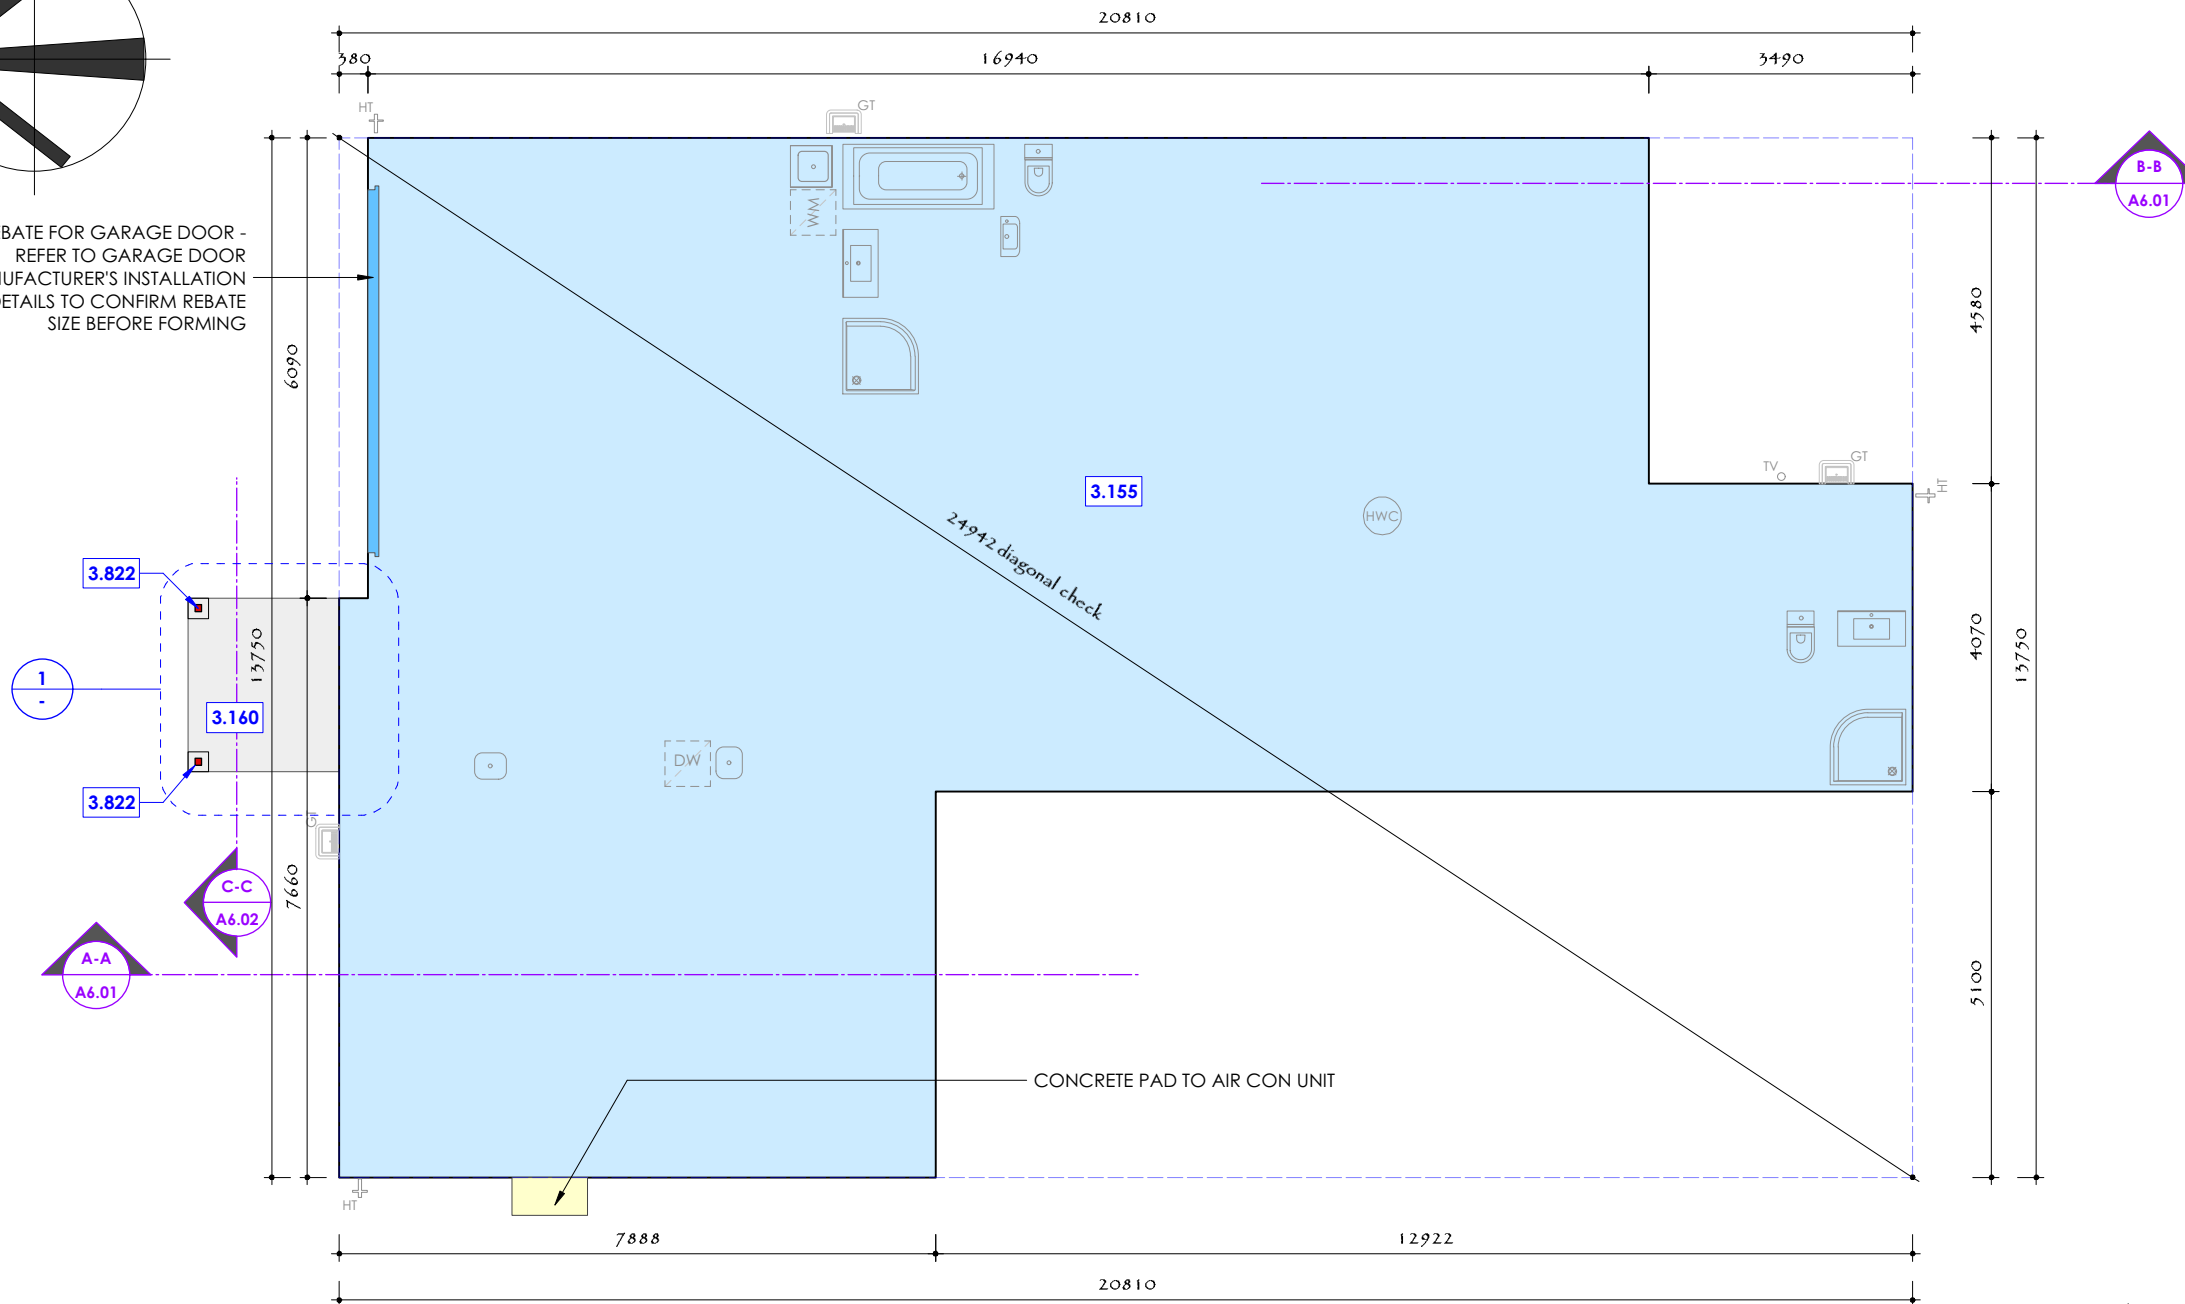 20810
380
16940
3490
HT
GT
B-B
A6.01
BATE FOR GARAGE DOOR -
REFER TO GARAGE DOOR
NUFACTURER'S INSTALLATION
DETAILS TO CONFIRM REBATE
SIZE BEFORE FORMING
WM
4580
6090
3.155
HWC
TV
GT
HT
24942 diagonal check
3.822
13750
4070
13750
1
-
3.160
DW
3.822
GT
7660
C-C
A6.02
A-A
A6.01
5100
CONCRETE PAD TO AIR CON UNIT
HT
7888
12922
20810